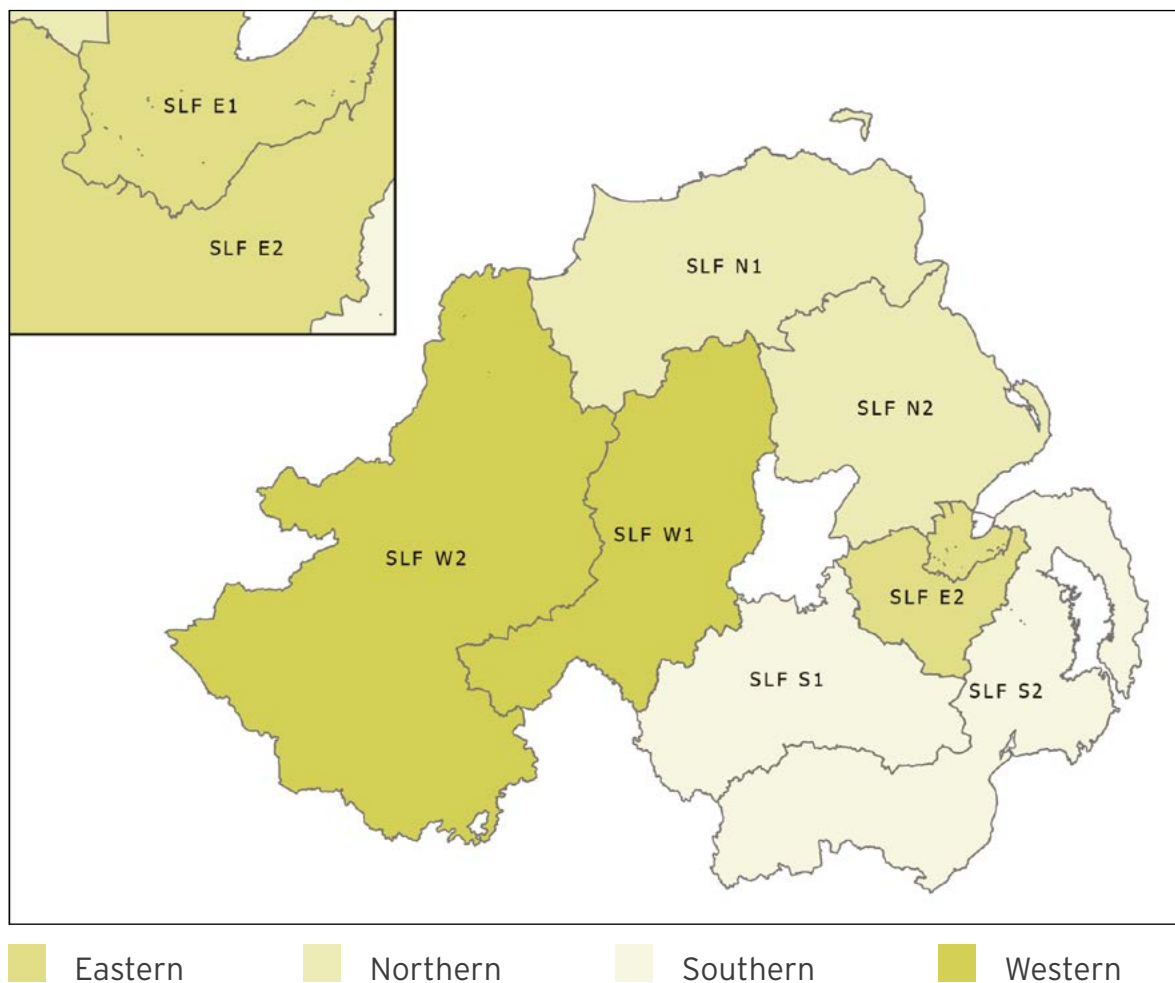 SLF E1
SLF E2
SLF N1
SLF N2
SLF W1
SLF W2
SLF E2
SLF S1
SLF S2
Eastern
Northern
Southern
Western